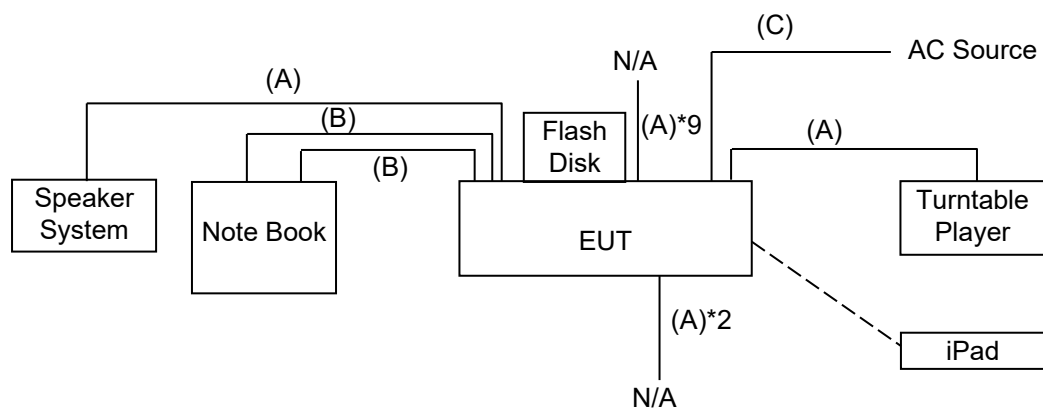 (C)
AC Source
N/A
(A)
(B)
Flash
Disk
(A)*9
(A)
(B)
Speaker
System
Note Book
EUT
Turntable
Player
(A)*2
iPad
N/A